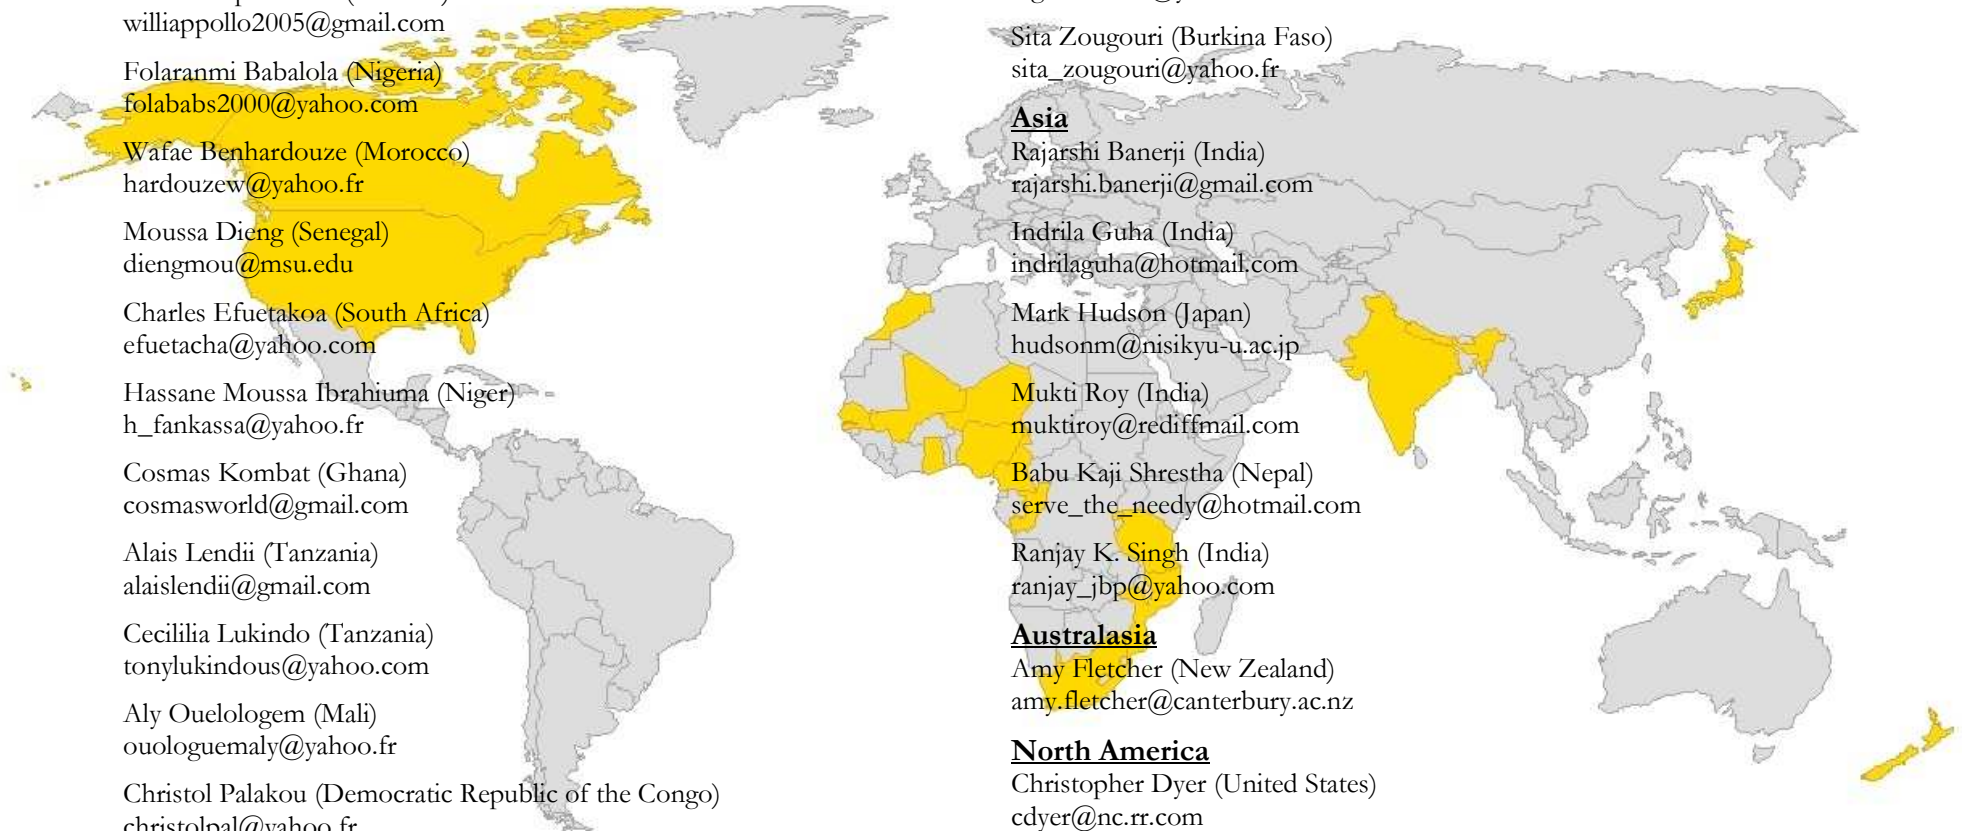 williappollo2005@gmail.com
Folaranmi Babalola (Nigeria)
folababs2000@yahoo.com
Wafae Benhardouze (Morocco)
hardouzew@yahoo.fr
Moussa Dieng (Senegal)
diengmou@msu.edu
Charles Efuetakoa (South Africa)
efuetacha@yahoo.com
Hassane Moussa Ibrahiuma (Niger)
h_fankassa@yahoo.fr
Cosmas Kombat (Ghana)
cosmasworld@gmail.com
Alais Lendii (Tanzania)
alaislendii@gmail.com
Cecililia Lukindo (Tanzania)
tonylukindous@yahoo.com
Aly Ouelologem (Mali)
ouologuemaly@yahoo.fr
Christol Palakou (Democratic Republic of the Congo)
christolpal@yahoo.fr
Sita Zougouri (Burkina Faso)
sita_zougouri@yahoo.fr
Asia
Rajarshi Banerji (India)
rajarshi.banerji@gmail.com
Indrila Guha (India)
indrilaguha@hotmail.com
Mark Hudson (Japan)
hudsonm@nisikyu-u.ac.jp
Mukti Roy (India)
muktiroy@rediffmail.com
Babu Kaji Shrestha (Nepal)
serve_the_needy@hotmail.com
Ranjay K. Singh (India)
ranjay_jbp@yahoo.com
Australasia
Amy Fletcher (New Zealand)
amy.fletcher@canterbury.ac.nz
North America
Christopher Dyer (United States)
cdyer@nc.rr.com